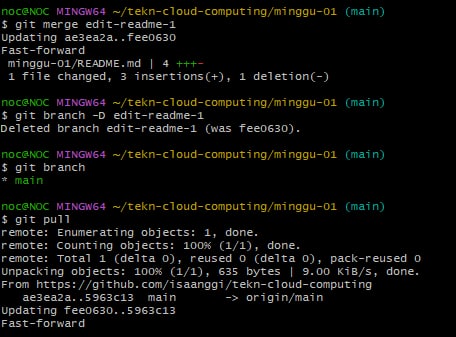 noc@NOC MINGW64 ~/tekn-cloud-computing/minggu-01 (main)
$ git merge edit-readme-1
Updating ae3ea2a..fee0630
Fast-forward
 minggu-01/README.md | 4 +++-
 1 file changed, 3 insertions(+), 1 deletion(-)

noc@NOC MINGW64 ~/tekn-cloud-computing/minggu-01 (main)
$ git branch -D edit-readme-1
Deleted branch edit-readme-1 (was fee0630).

noc@NOC MINGW64 ~/tekn-cloud-computing/minggu-01 (main)
$ git branch
* main

noc@NOC MINGW64 ~/tekn-cloud-computing/minggu-01 (main)
$ git pull
remote: Enumerating objects: 1, done.
remote: Counting objects: 100% (1/1), done.
remote: Total 1 (delta 0), reused 0 (delta 0), pack-reused 0
Unpacking objects: 100% (1/1), 635 bytes | 9.00 KiB/s, done.
From https://github.com/isaanggi/tekn-cloud-computing
   ae3ea2a..5963c13  main       -> origin/main
Updating fee0630..5963c13
Fast-forward